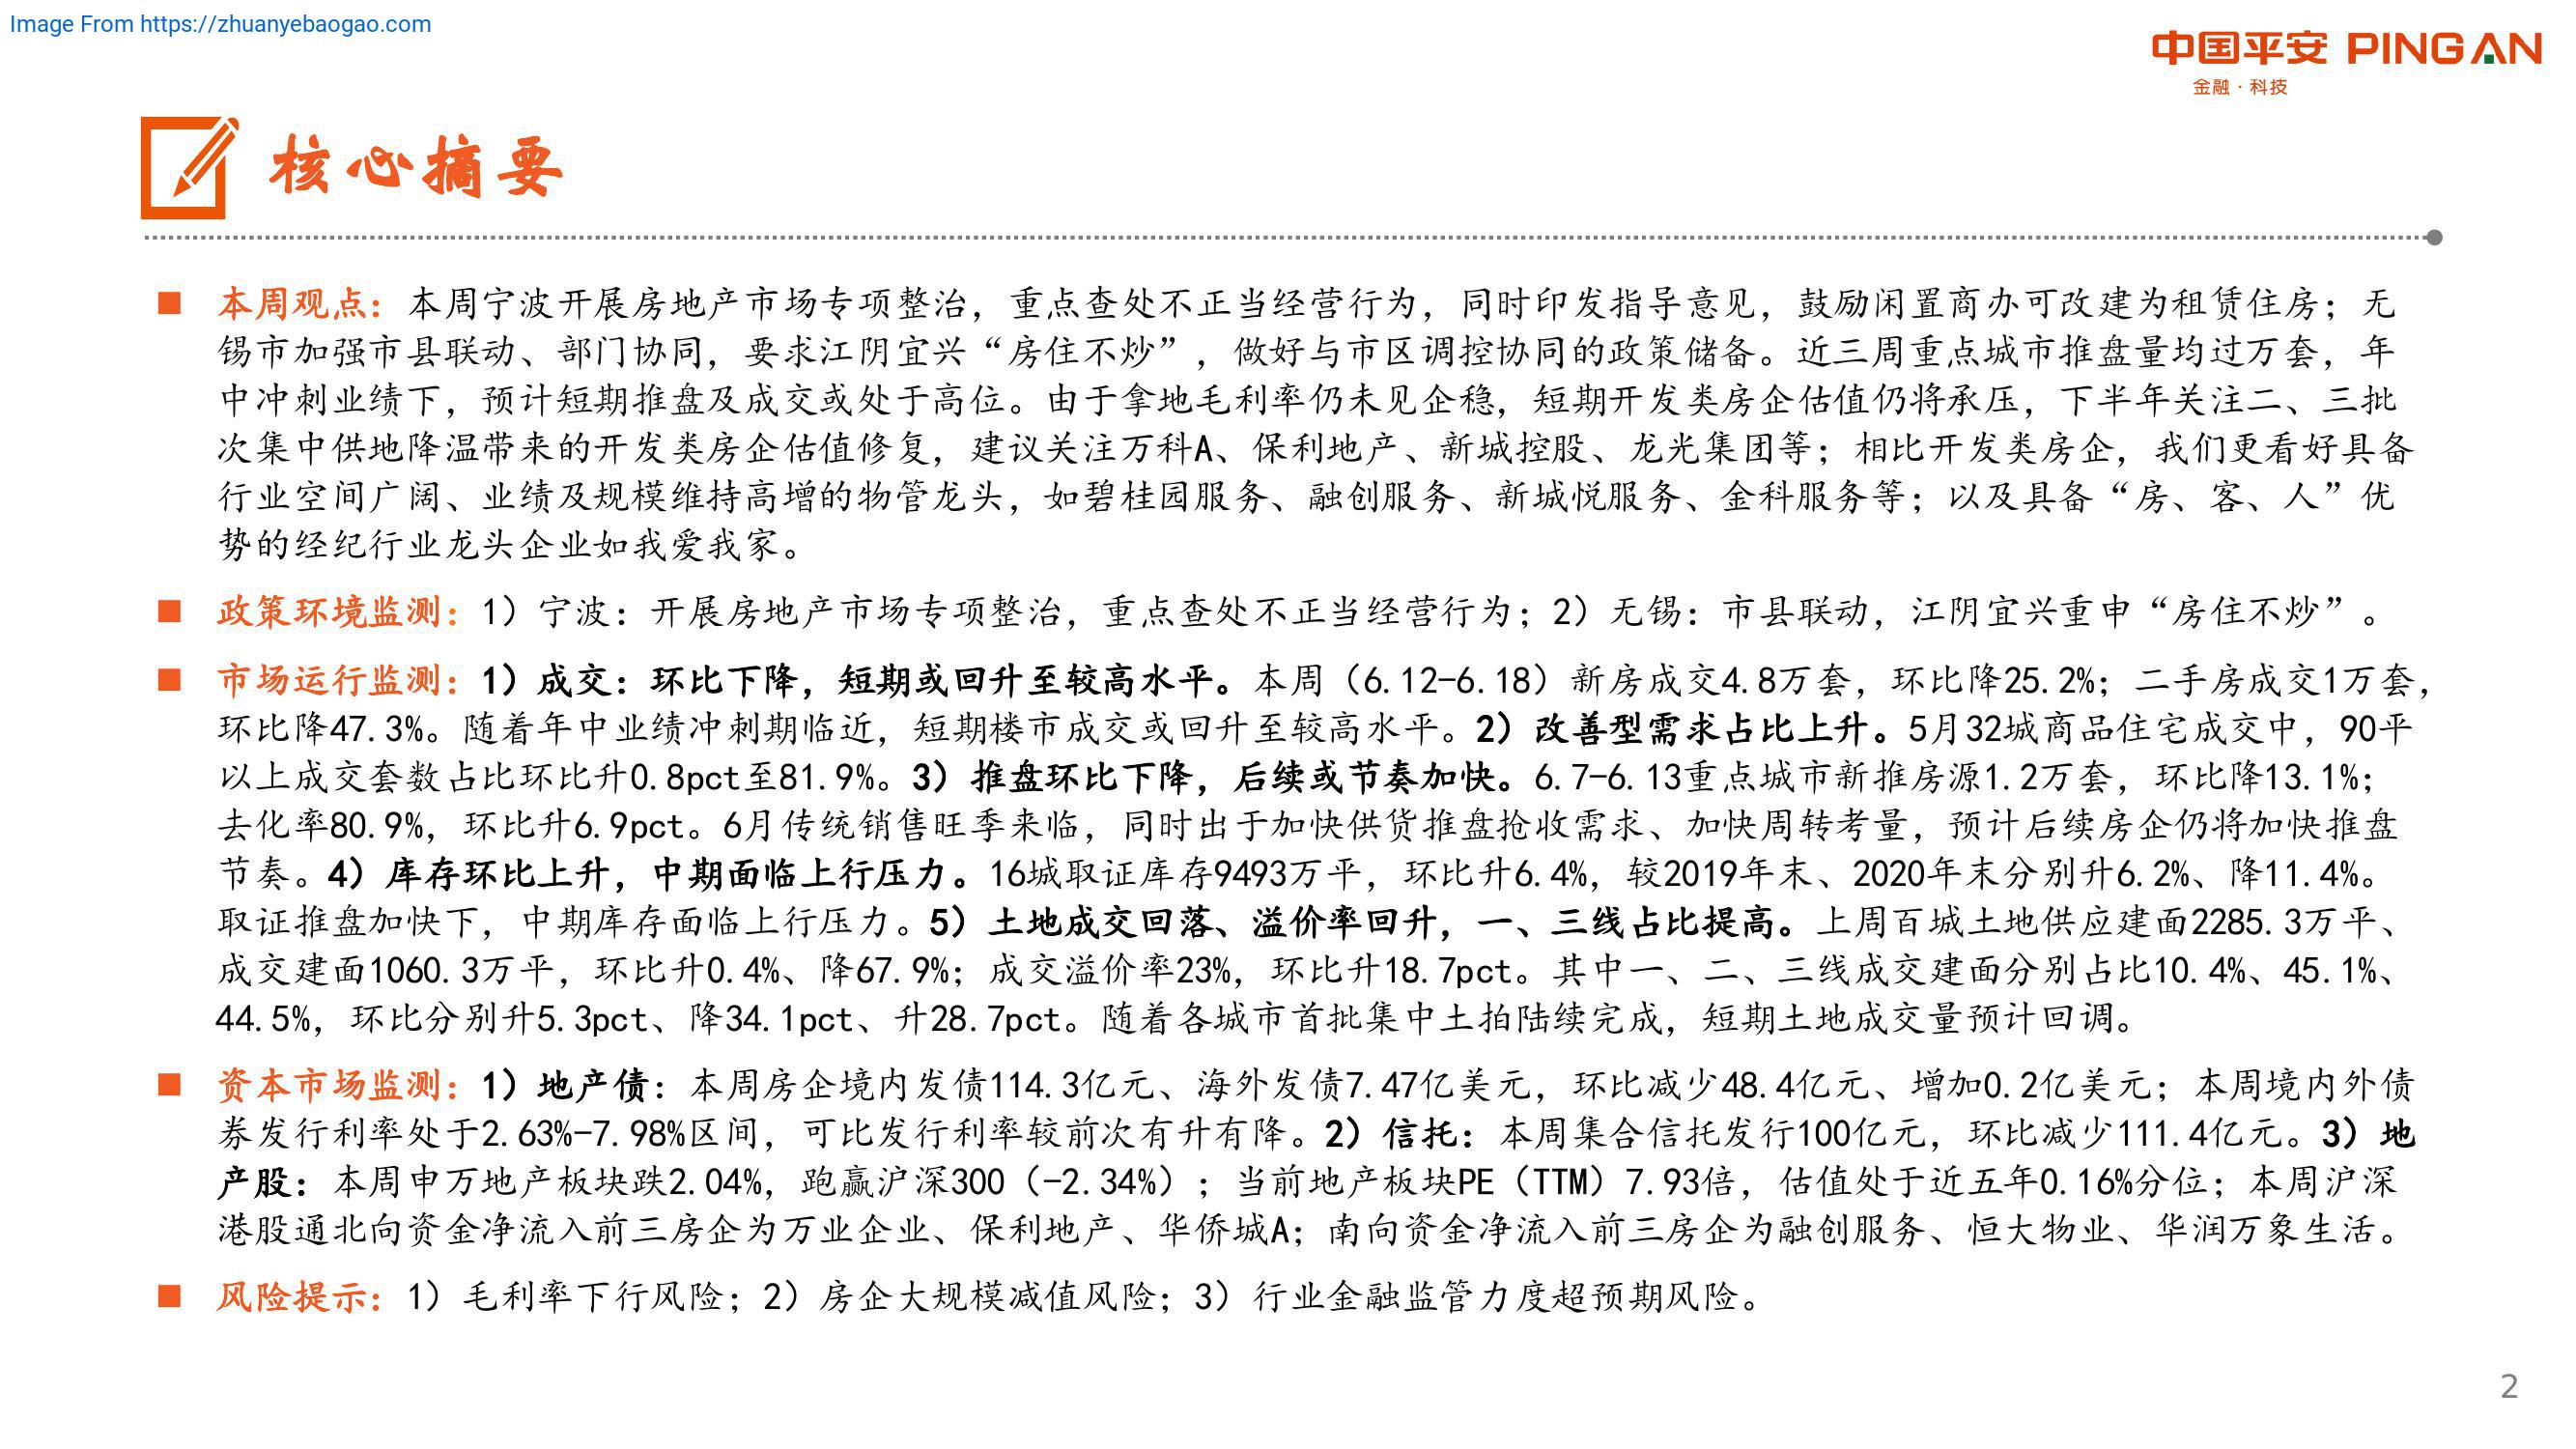 Image From https://zhuanyebaogao.com
中国平安 PINGAN
金融·科技
核心摘要
■ 本周观点：本周宁波开展房地产市场专项整治，重点查处不正当经营行为，同时印发指导意见，鼓励闲置商办可改建为租赁住房；无
锡市加强市县联动、部门协同，要求江阴宜兴“房住不炒”，做好与市区调控协同的政策储备。近三周重点城市推盘量均过万套，年
中冲刺业绩下，预计短期推盘及成交或处于高位。由于拿地毛利率仍未见企稳，短期开发类房企估值仍将承压，下半年关注二、三批
次集中供地降温带来的开发类房企估值修复，建议关注万科A、保利地产、新城控股、龙光集团等；相比开发类房企，我们更看好具备
行业空间广阔、业绩及规模维持高增的物管龙头，如碧桂园服务、融创服务、新城悦服务、金科服务等；以及具备“房、客、人”优
势的经纪行业龙头企业如我爱我家。
■ 政策环境监测：1）宁波：开展房地产市场专项整治，重点查处不正当经营行为；2）无锡：市县联动，江阴宜兴重申“房住不炒”。
■ 市场运行监测：1）成交：环比下降，短期或回升至较高水平。本周（6.12-6.18）新房成交4.8万套，环比降25.2%；二手房成交1万套，
环比降47.3%。随着年中业绩冲刺期临近，短期楼市成交或回升至较高水平。2）改善型需求占比上升。5月32城商品住宅成交中，90平
以上成交套数占比环比升0.8pct至81.9%。3）推盘环比下降，后续或节奏加快。6.7-6.13重点城市新推房源1.2万套，环比降13.1%；
去化率80.9%，环比升6.9pct。6月传统销售旺季来临，同时出于加快供货推盘抢收需求、加快周转考量，预计后续房企仍将加快推盘
节奏。4）库存环比上升，中期面临上行压力。16城取证库存9493万平，环比升6.4%，较2019年末、2020年末分别升6.2%、降11.4%。
取证推盘加快下，中期库存面临上行压力。5）土地成交回落、溢价率回升，一、三线占比提高。上周百城土地供应建面2285.3万平、
成交建面1060.3万平，环比升0.4%、降67.9%；成交溢价率23%，环比升18.7pct。其中一、二、三线成交建面分别占比10.4%、45.1%、
44.5%，环比分别升5.3pct、降34.1pct、升28.7pct。随着各城市首批集中土拍陆续完成，短期土地成交量预计回调。
■ 资本市场监测：1）地产债：本周房企境内发债114.3亿元、海外发债7.47亿美元，环比减少48.4亿元、增加0.2亿美元；本周境内外债
券发行利率处于2.63%-7.98%区间，可比发行利率较前次有升有降。2）信托：本周集合信托发行100亿元，环比减少111.4亿元。3）地
产股：本周申万地产板块跌2.04%，跑赢沪深300（-2.34%）；当前地产板块PE（TTM）7.93倍，估值处于近五年0.16%分位；本周沪深
港股通北向资金净流入前三房企为万业企业、保利地产、华侨城A；南向资金净流入前三房企为融创服务、恒大物业、华润万象生活。
■ 风险提示：1）毛利率下行风险；2）房企大规模减值风险；3）行业金融监管力度超预期风险。
2